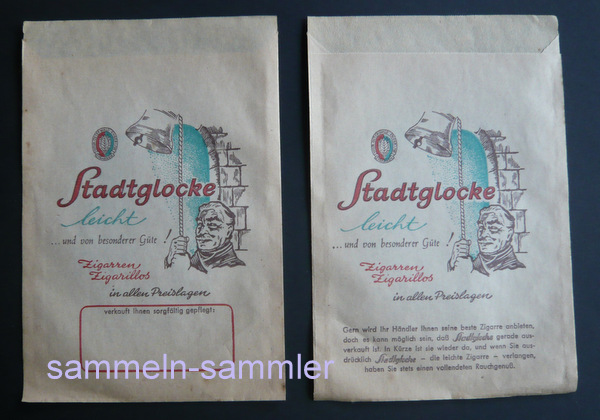 Stadtglocke
leicht
...und von besonderer Güte !
Zigarren
Zigarillos
in allen Preislagen
verkauft Ihnen sorgfältig gepflegt:
Stadtglocke
leicht
...und von besonderer Güte !
Zigarren
Zigarillos
in allen Preislagen
Gern wird Ihr Händler Ihnen seine beste Zigarre anbieten,
doch es kann möglich sein, daß Stadtglocke gerade aus-
verkauft ist. In Kürze ist sie wieder da, und wenn Sie aus-
drücklich Stadtglocke – die leichte Zigarre – verlangen,
haben Sie stets einen vollendeten Rauchgenuß.
sammeln-sammler